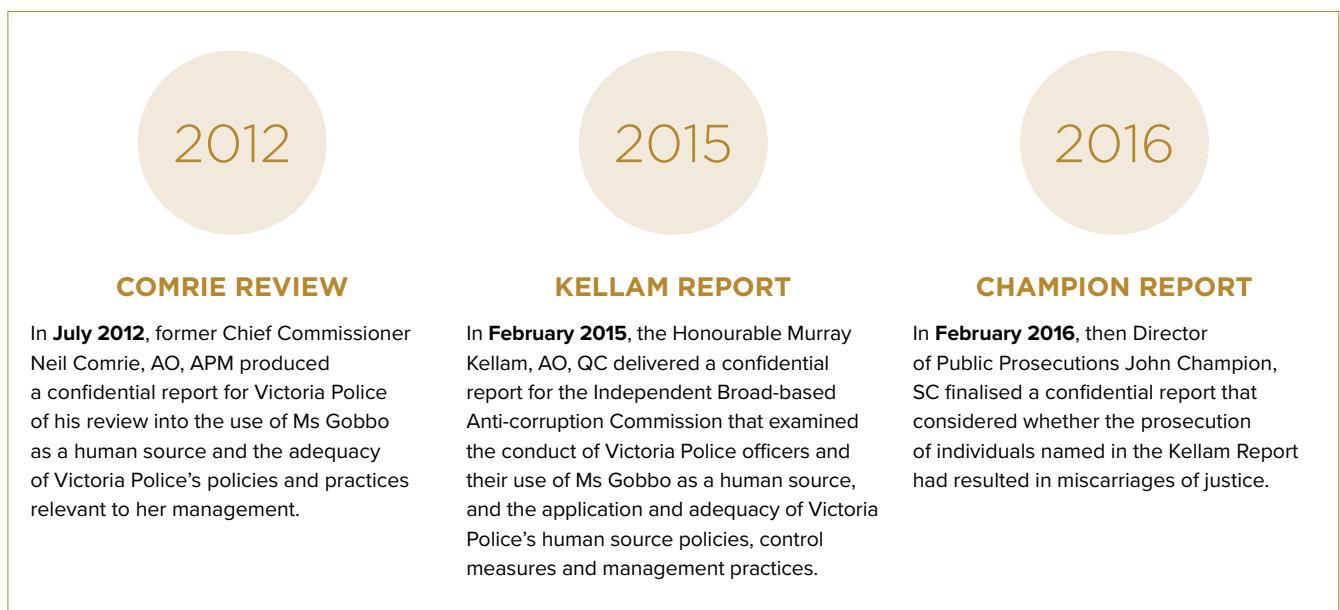 2012
COMRIE REVIEW
In July 2012, former Chief Commissioner
Neil Comrie, AO, APM produced
a confidential report for Victoria Police
of his review into the use of Ms Gobbo
as a human source and the adequacy
of Victoria Police’s policies and practices
relevant to her management.
2015
KELLAM REPORT
In February 2015, the Honourable Murray
Kellam, AO, QC delivered a confidential
report for the Independent Broad-based
Anti-corruption Commission that examined
the conduct of Victoria Police officers and
their use of Ms Gobbo as a human source,
and the application and adequacy of Victoria
Police’s human source policies, control
measures and management practices.
2016
CHAMPION REPORT
In February 2016, then Director
of Public Prosecutions John Champion,
SC finalised a confidential report that
considered whether the prosecution
of individuals named in the Kellam Report
had resulted in miscarriages of justice.